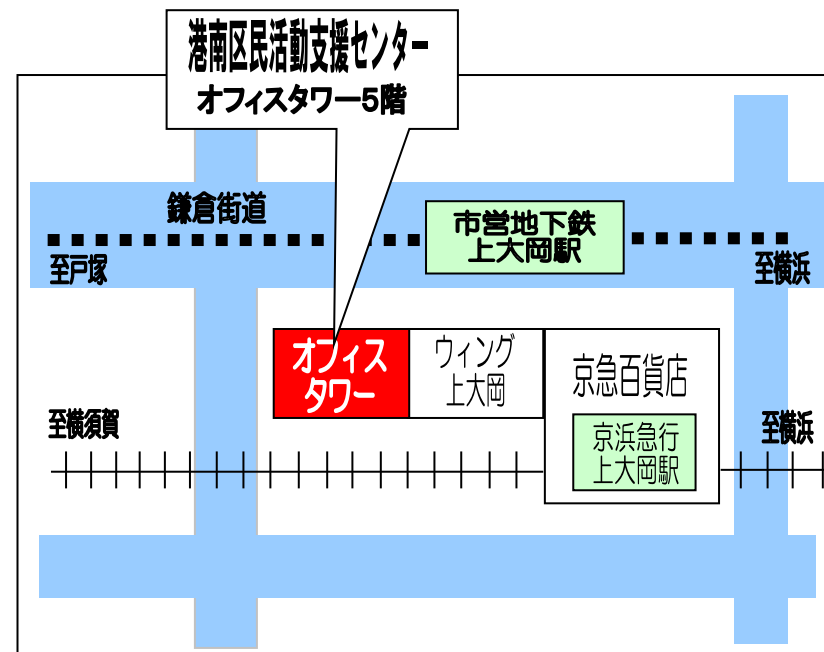 港南区民活動支援センター
オフィスタワー5階
鎌倉街道
市営地下鉄
上大岡駅
至戸塚
至横浜
オフィス
タワー
ウィング
上大岡
京急百貨店
京浜急行
上大岡駅
至横須賀
至横浜